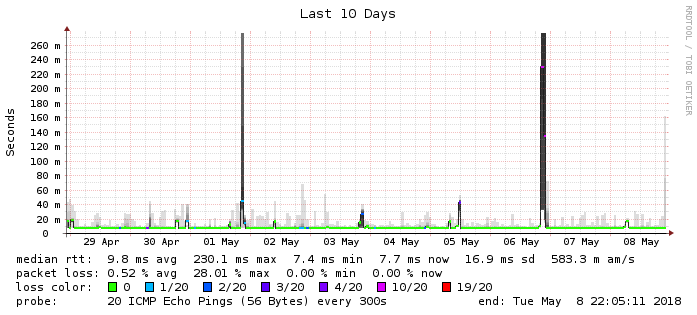 Last 10 Days
RRDTOOL / TOBI OETIKER
Seconds
260 m
240 m
220 m
200 m
180 m
160 m
140 m
120 m
100 m
80 m
60 m
40 m
20 m
0
29 Apr 30 Apr 01 May 02 May 03 May 04 May 05 May 06 May 07 May 08 May
median rtt: 9.8 ms avg 230.1 ms max 7.4 ms min 7.7 ms now 16.9 ms sd 583.3 m am/s
packet loss: 0.52 % avg 28.01 % max 0.00 % min 0.00 % now
loss color: 0 1/20 2/20 3/20 4/20 10/20 19/20
probe: 20 ICMP Echo Pings (56 Bytes) every 300s end: Tue May 8 22:05:11 2018